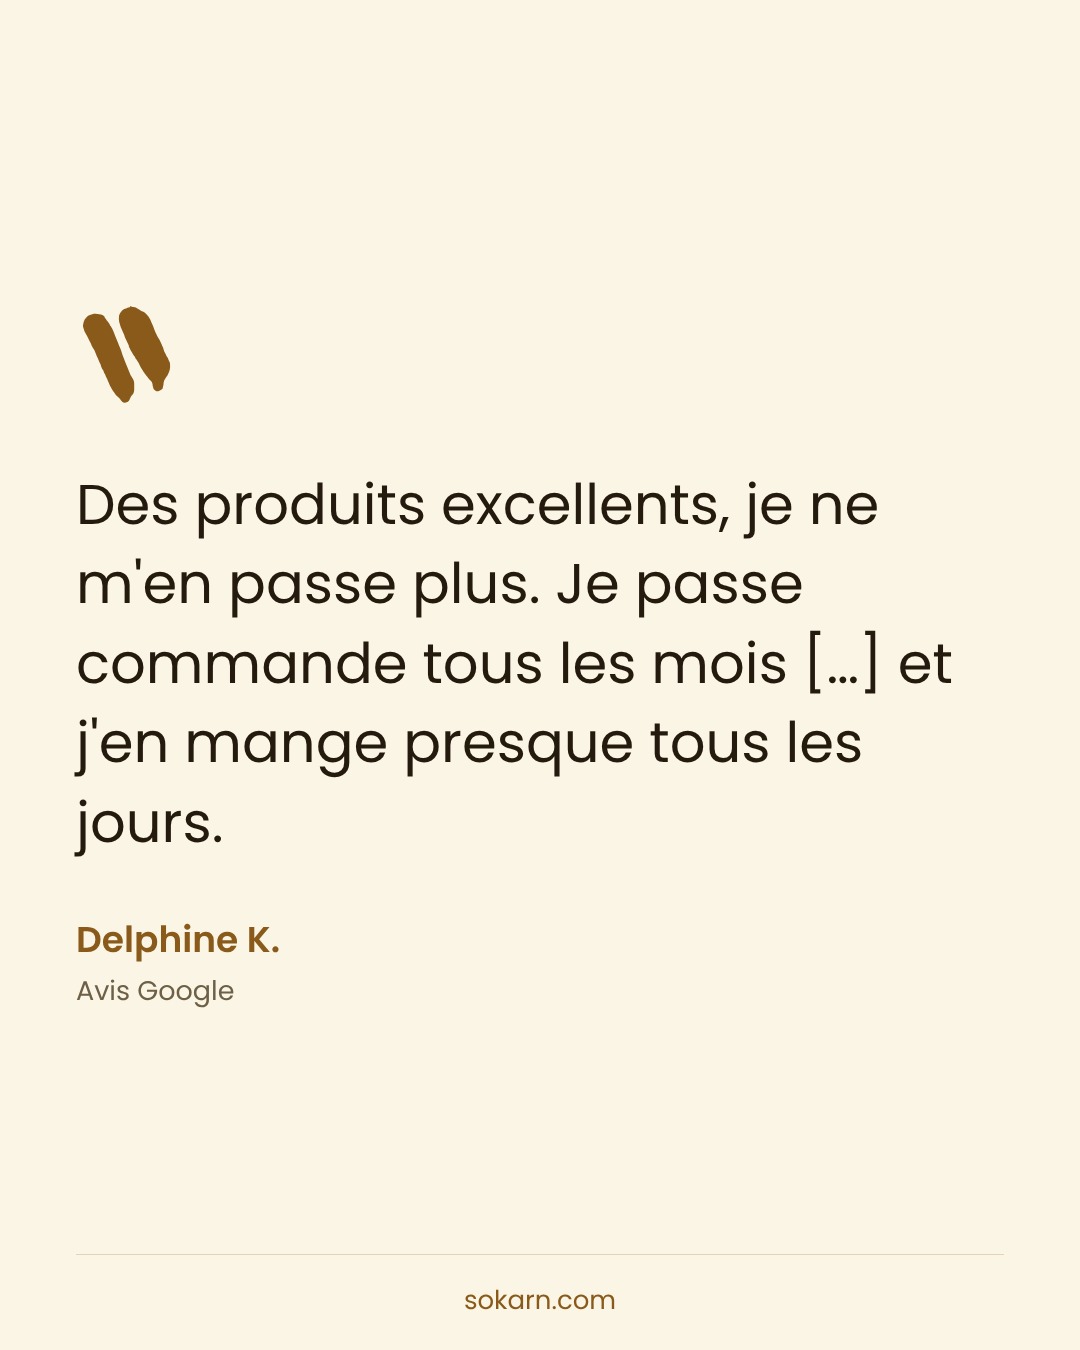 Des produits excellents, je ne
m'en passe plus. Je passe
commande tous les mois [...] et
j'en mange presque tous les
jours.
Delphine K.
Avis Google
sokarn.com